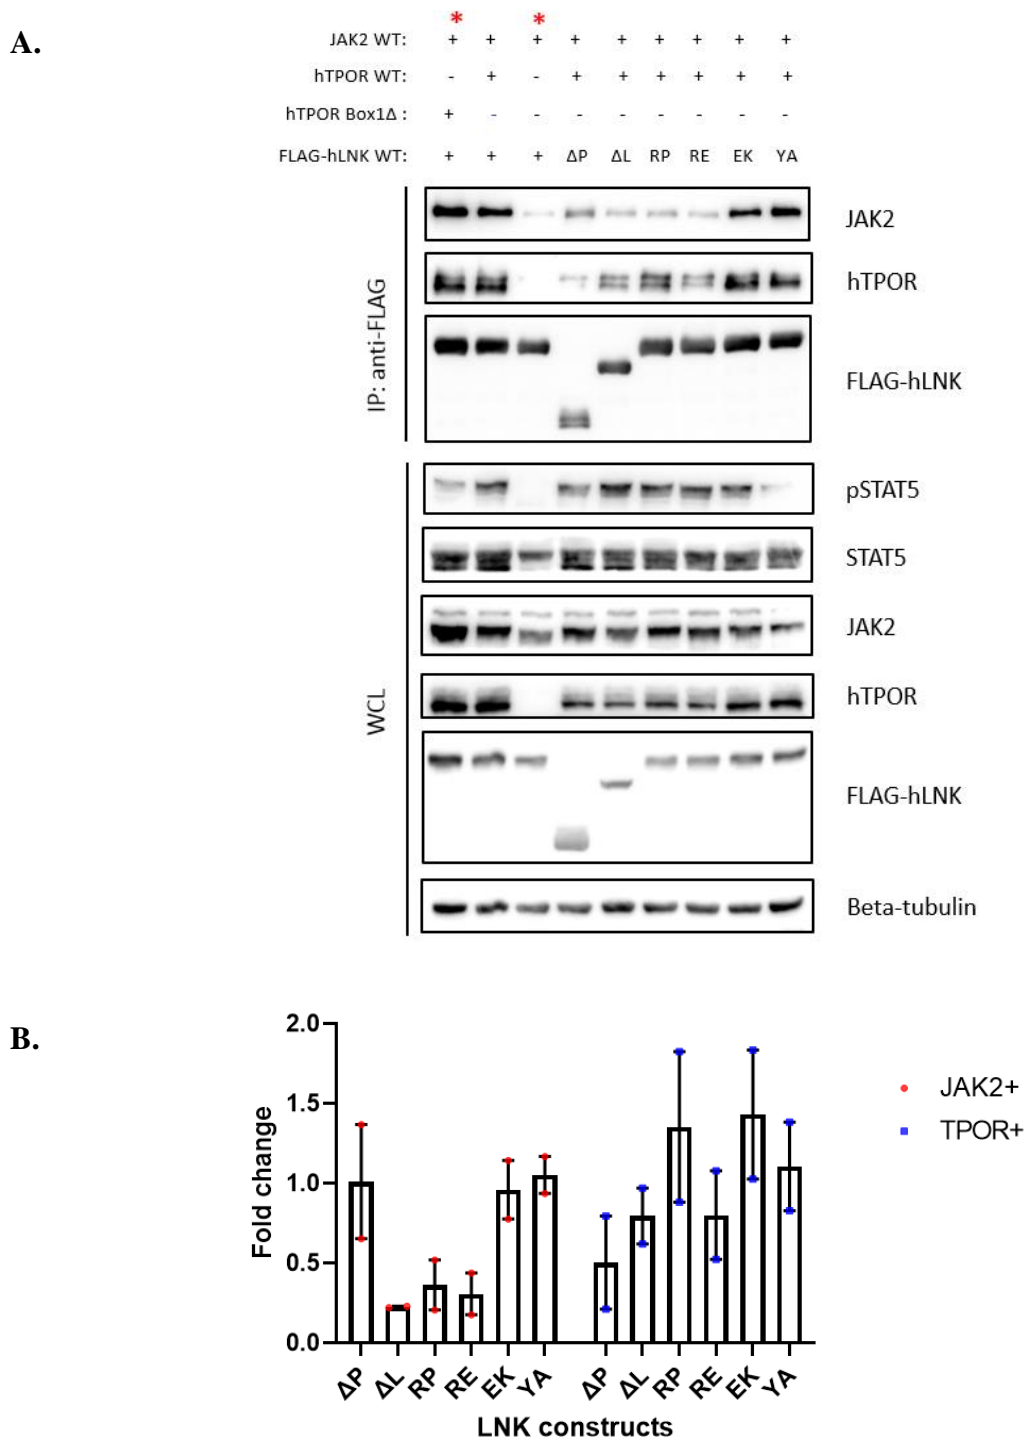 A.
* *
JAK2 WT: + + + + + + + + +
hTPOR WT: - + - + + + + + +
hTPOR Box1Δ : + - - - - - - - -
FLAG-hLNK WT: + + + ΔP ΔL RP RE EK YA
IP: anti-FLAG
JAK2
hTPOR
FLAG-hLNK
WCL
pSTAT5
STAT5
JAK2
hTPOR
FLAG-hLNK
Beta-tubulin
B.
Fold change
2.0
1.5
1.0
0.5
0.0
JAK2+
TPOR+
ΔP ΔL RP RE EK YA ΔP ΔL RP RE EK YA
LNK constructs